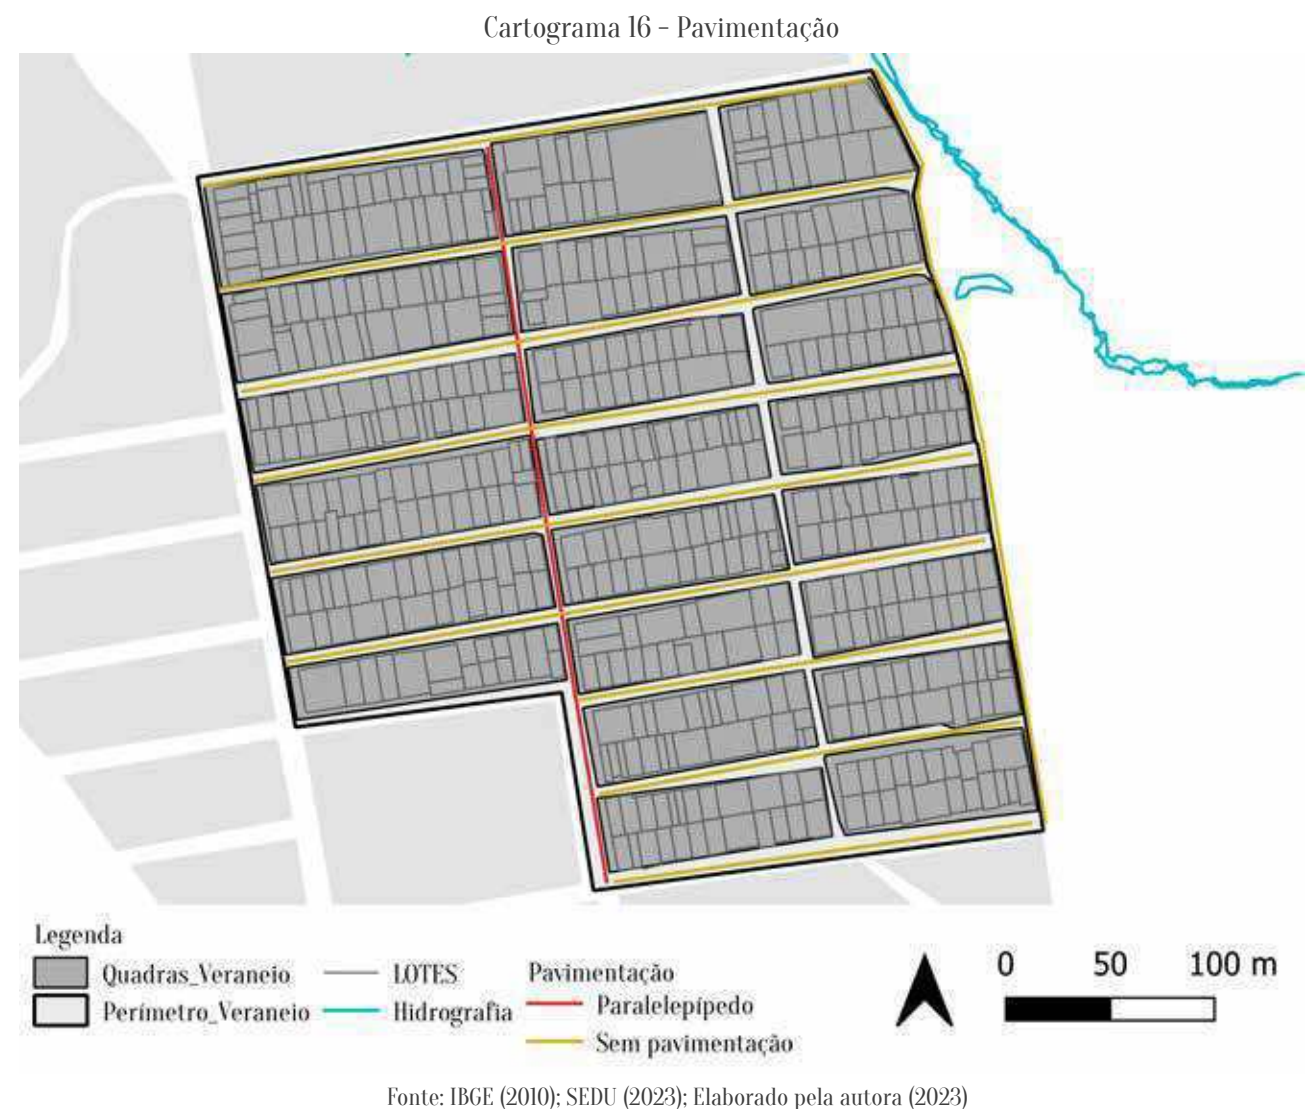 Cartograma 16 - Pavimentação
Legenda
Quadras_Veraneio
LOTES
Pavimentação
Perímetro_Veraneio
Hidrografia
Paralelepípedo
Sem pavimentação
0 50 100 m
Fonte: IBGE (2010); SEDU (2023); Elaborado pela autora (2023)